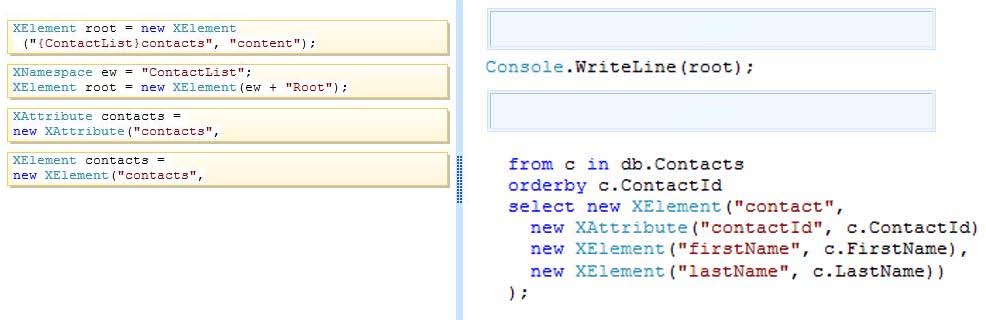 XElement root = new XElement
("{ContactList}contacts", "content");
XNamespace ew = "ContactList";
XElement root = new XElement(ew + "Root");
XAttribute contacts =
new XAttribute("contacts",
XElement contacts =
new XElement("contacts",
Console.WriteLine(root);
from c in db.Contacts
orderby c.ContactId
select new XElement("contact",
new XAttribute("contactId", c.ContactId)
new XElement("firstName", c.FirstName),
new XElement("lastName", c.LastName))
);